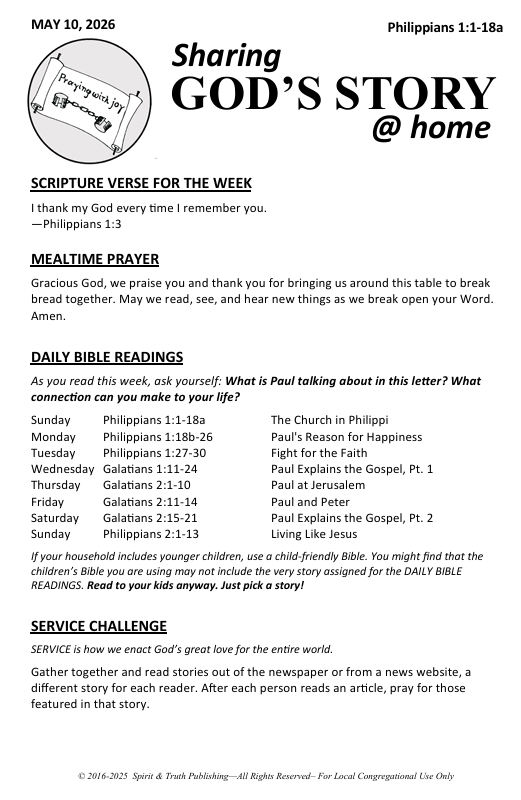 MAY 10, 2026
Philippians 1:1-18a
Praying with joy
Sharing
GOD’S STORY
@ home
SCRIPTURE VERSE FOR THE WEEK
I thank my God every time I remember you.
—Philippians 1:3
MEALTIME PRAYER
Gracious God, we praise you and thank you for bringing us around this table to break
bread together. May we read, see, and hear new things as we break open your Word.
Amen.
DAILY BIBLE READINGS
As you read this week, ask yourself: What is Paul talking about in this letter? What
connection can you make to your life?
Sunday Philippians 1:1-18a The Church in Philippi
Monday Philippians 1:18b-26 Paul's Reason for Happiness
Tuesday Philippians 1:27-30 Fight for the Faith
Wednesday Galatians 1:11-24 Paul Explains the Gospel, Pt. 1
Thursday Galatians 2:1-10 Paul at Jerusalem
Friday Galatians 2:11-14 Paul and Peter
Saturday Galatians 2:15-21 Paul Explains the Gospel, Pt. 2
Sunday Philippians 2:1-13 Living Like Jesus
If your household includes younger children, use a child-friendly Bible. You might find that the
children’s Bible you are using may not include the very story assigned for the DAILY BIBLE
READINGS. Read to your kids anyway. Just pick a story!
SERVICE CHALLENGE
SERVICE is how we enact God’s great love for the entire world.
Gather together and read stories out of the newspaper or from a news website, a
different story for each reader. After each person reads an article, pray for those
featured in that story.
© 2016-2025 Spirit & Truth Publishing—All Rights Reserved– For Local Congregational Use Only